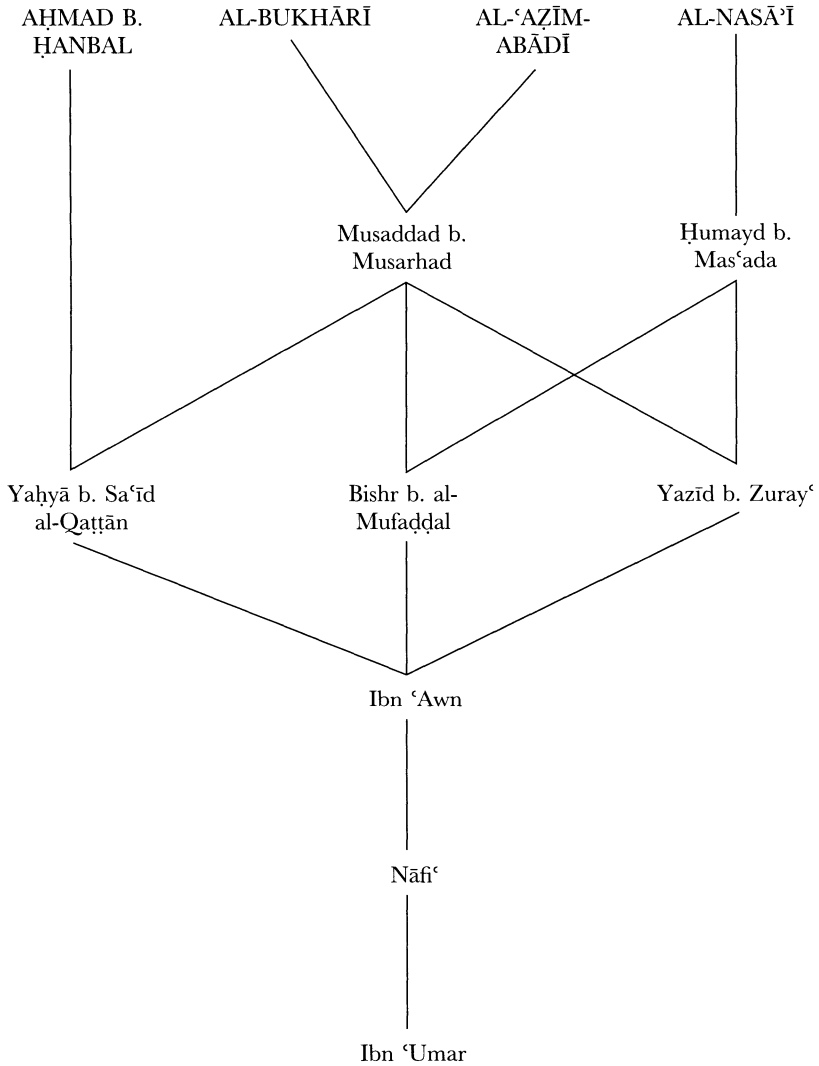 AḤMAD B.
ḤANBAL
AL-BUKHĀRĪ
AL-ʿAẒĪM-
ABĀDĪ
AL-NASĀʾĪ
Musaddad b.
Musarhad
Ḥumayd b.
Masʿada
Yaḥyā b. Saʿīd
al-Qaṭṭān
Bishr b. al-
Mufaḍḍal
Yazīd b. Zurayʿ
Ibn ʿAwn
Nāfiʿ
Ibn ʿUmar